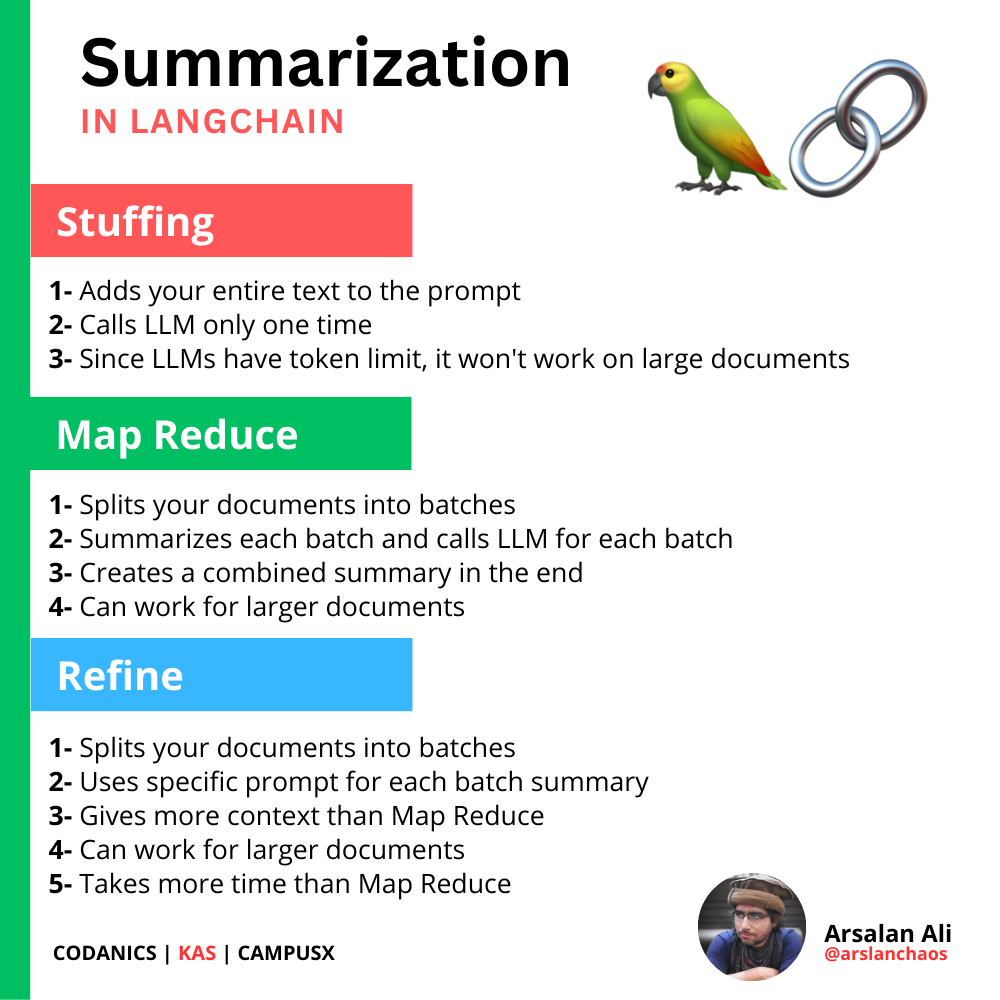 Summarization
IN LANGCHAIN
Stuffing
1- Adds your entire text to the prompt
2- Calls LLM only one time
3- Since LLMs have token limit, it won't work on large documents
Map Reduce
1- Splits your documents into batches
2- Summarizes each batch and calls LLM for each batch
3- Creates a combined summary in the end
4- Can work for larger documents
Refine
1- Splits your documents into batches
2- Uses specific prompt for each batch summary
3- Gives more context than Map Reduce
4- Can work for larger documents
5- Takes more time than Map Reduce
CODANICS | KAS | CAMPUSX
Arsalan Ali
@arslanchaos